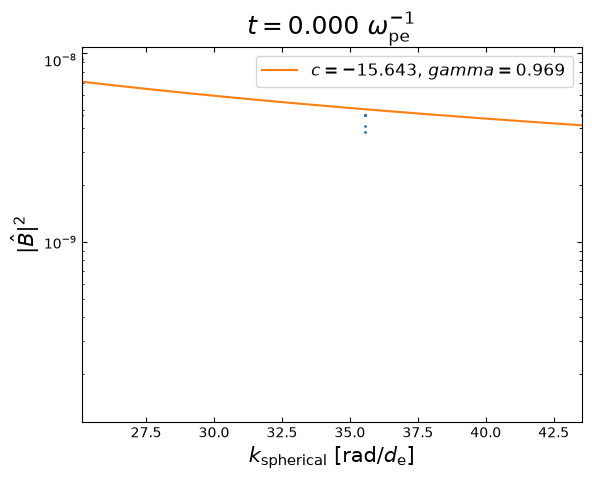 t = 0.000 ω_pe^−1
c = −15.643, gamma = 0.969
10⁻⁸
10⁻⁹
|B̂|²
27.5 30.0 32.5 35.0 37.5 40.0 42.5
k_spherical [rad/d_e]